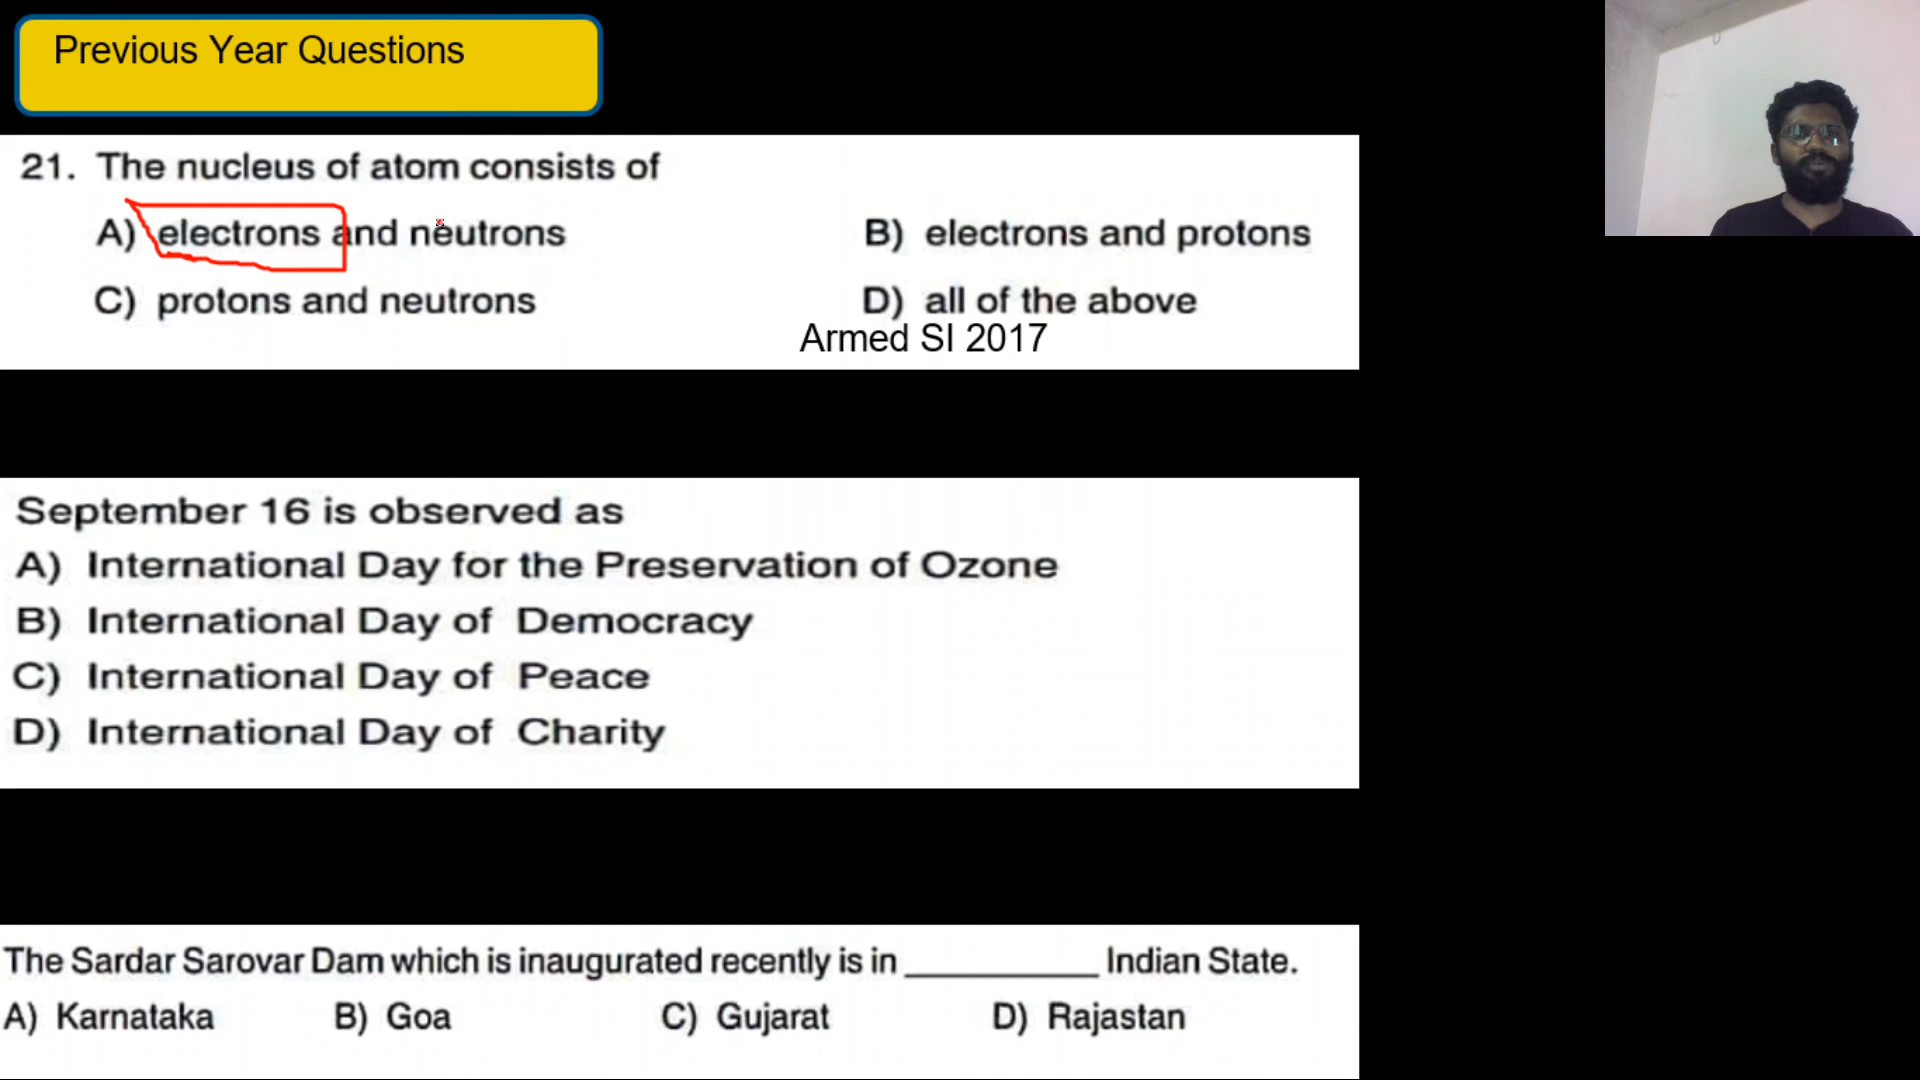 Previous Year Questions
21. The nucleus of atom consists of
A) electrons and neutrons B) electrons and protons
C) protons and neutrons D) all of the above
Armed SI 2017
September 16 is observed as
A) International Day for the Preservation of Ozone
B) International Day of Democracy
C) International Day of Peace
D) International Day of Charity
The Sardar Sarovar Dam which is inaugurated recently is in __________ Indian State.
A) Karnataka B) Goa C) Gujarat D) Rajastan